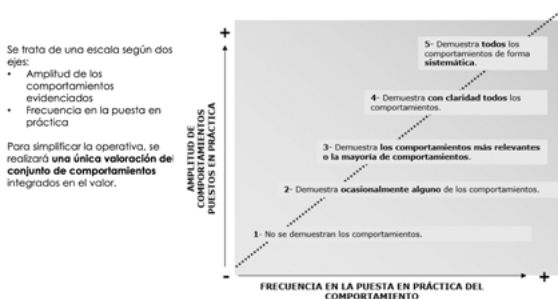 Se trata de una escala según dos
ejes:
• Amplitud de los
comportamientos
evidenciados
• Frecuencia en la puesta en
práctica
Para simplificar la operativa, se
realizará una única valoración del
conjunto de comportamientos
integrados en el valor.
+
AMPLITUD DE
COMPORTAMIENTOS
PUESTOS EN PRÁCTICA
5- Demuestra todos los
comportamientos de forma
sistemática.
4- Demuestra con claridad todos los
comportamientos.
3- Demuestra los comportamientos más relevantes
o la mayoría de comportamientos.
2- Demuestra ocasionalmente alguno de los comportamientos.
1- No se demuestran los comportamientos.
-
+
FRECUENCIA EN LA PUESTA EN PRÁCTICA DEL
COMPORTAMIENTO